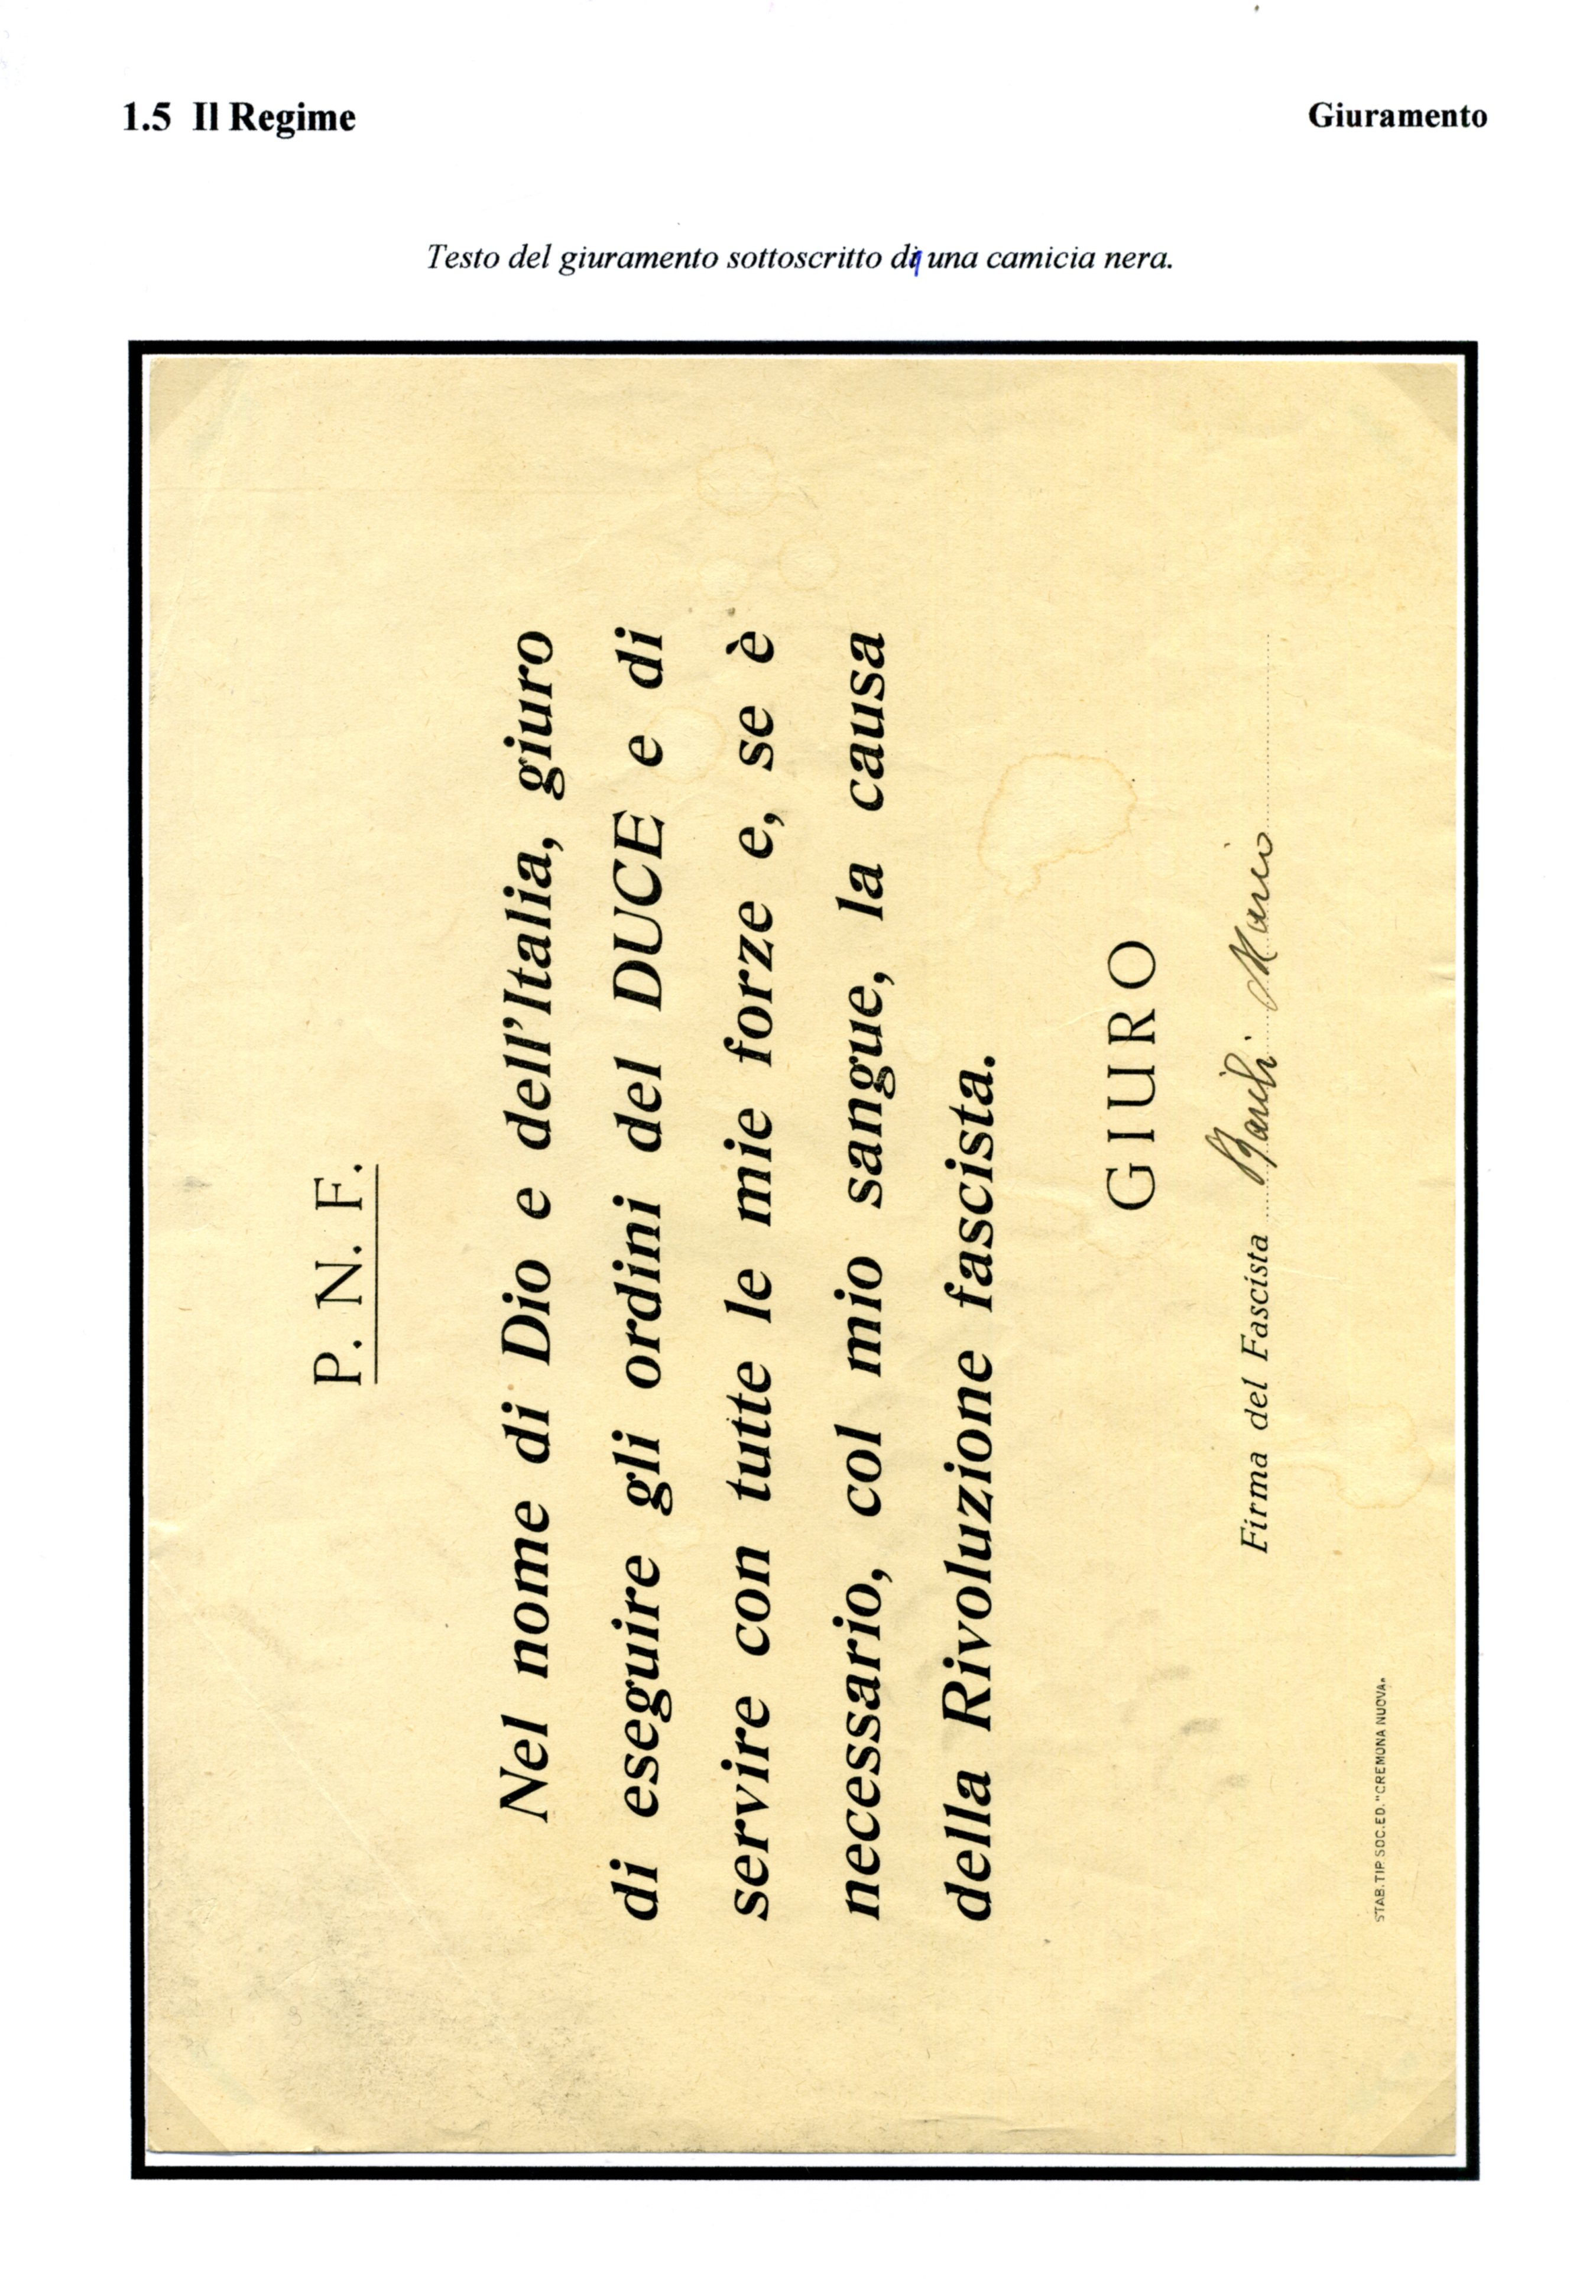 1.5 Il Regime
Giuramento
Testo del giuramento sottoscritto da una camicia nera.
P. N. F.
Nel nome di Dio e dell'Italia, giuro
di eseguire gli ordini del DUCE e di
servire con tutte le mie forze e, se è
necessario, col mio sangue, la causa
della Rivoluzione fascista.
GIURO
Firma del Fascista Mario
STAB. TIP SOC. ED. "CREMONA NUOVA"